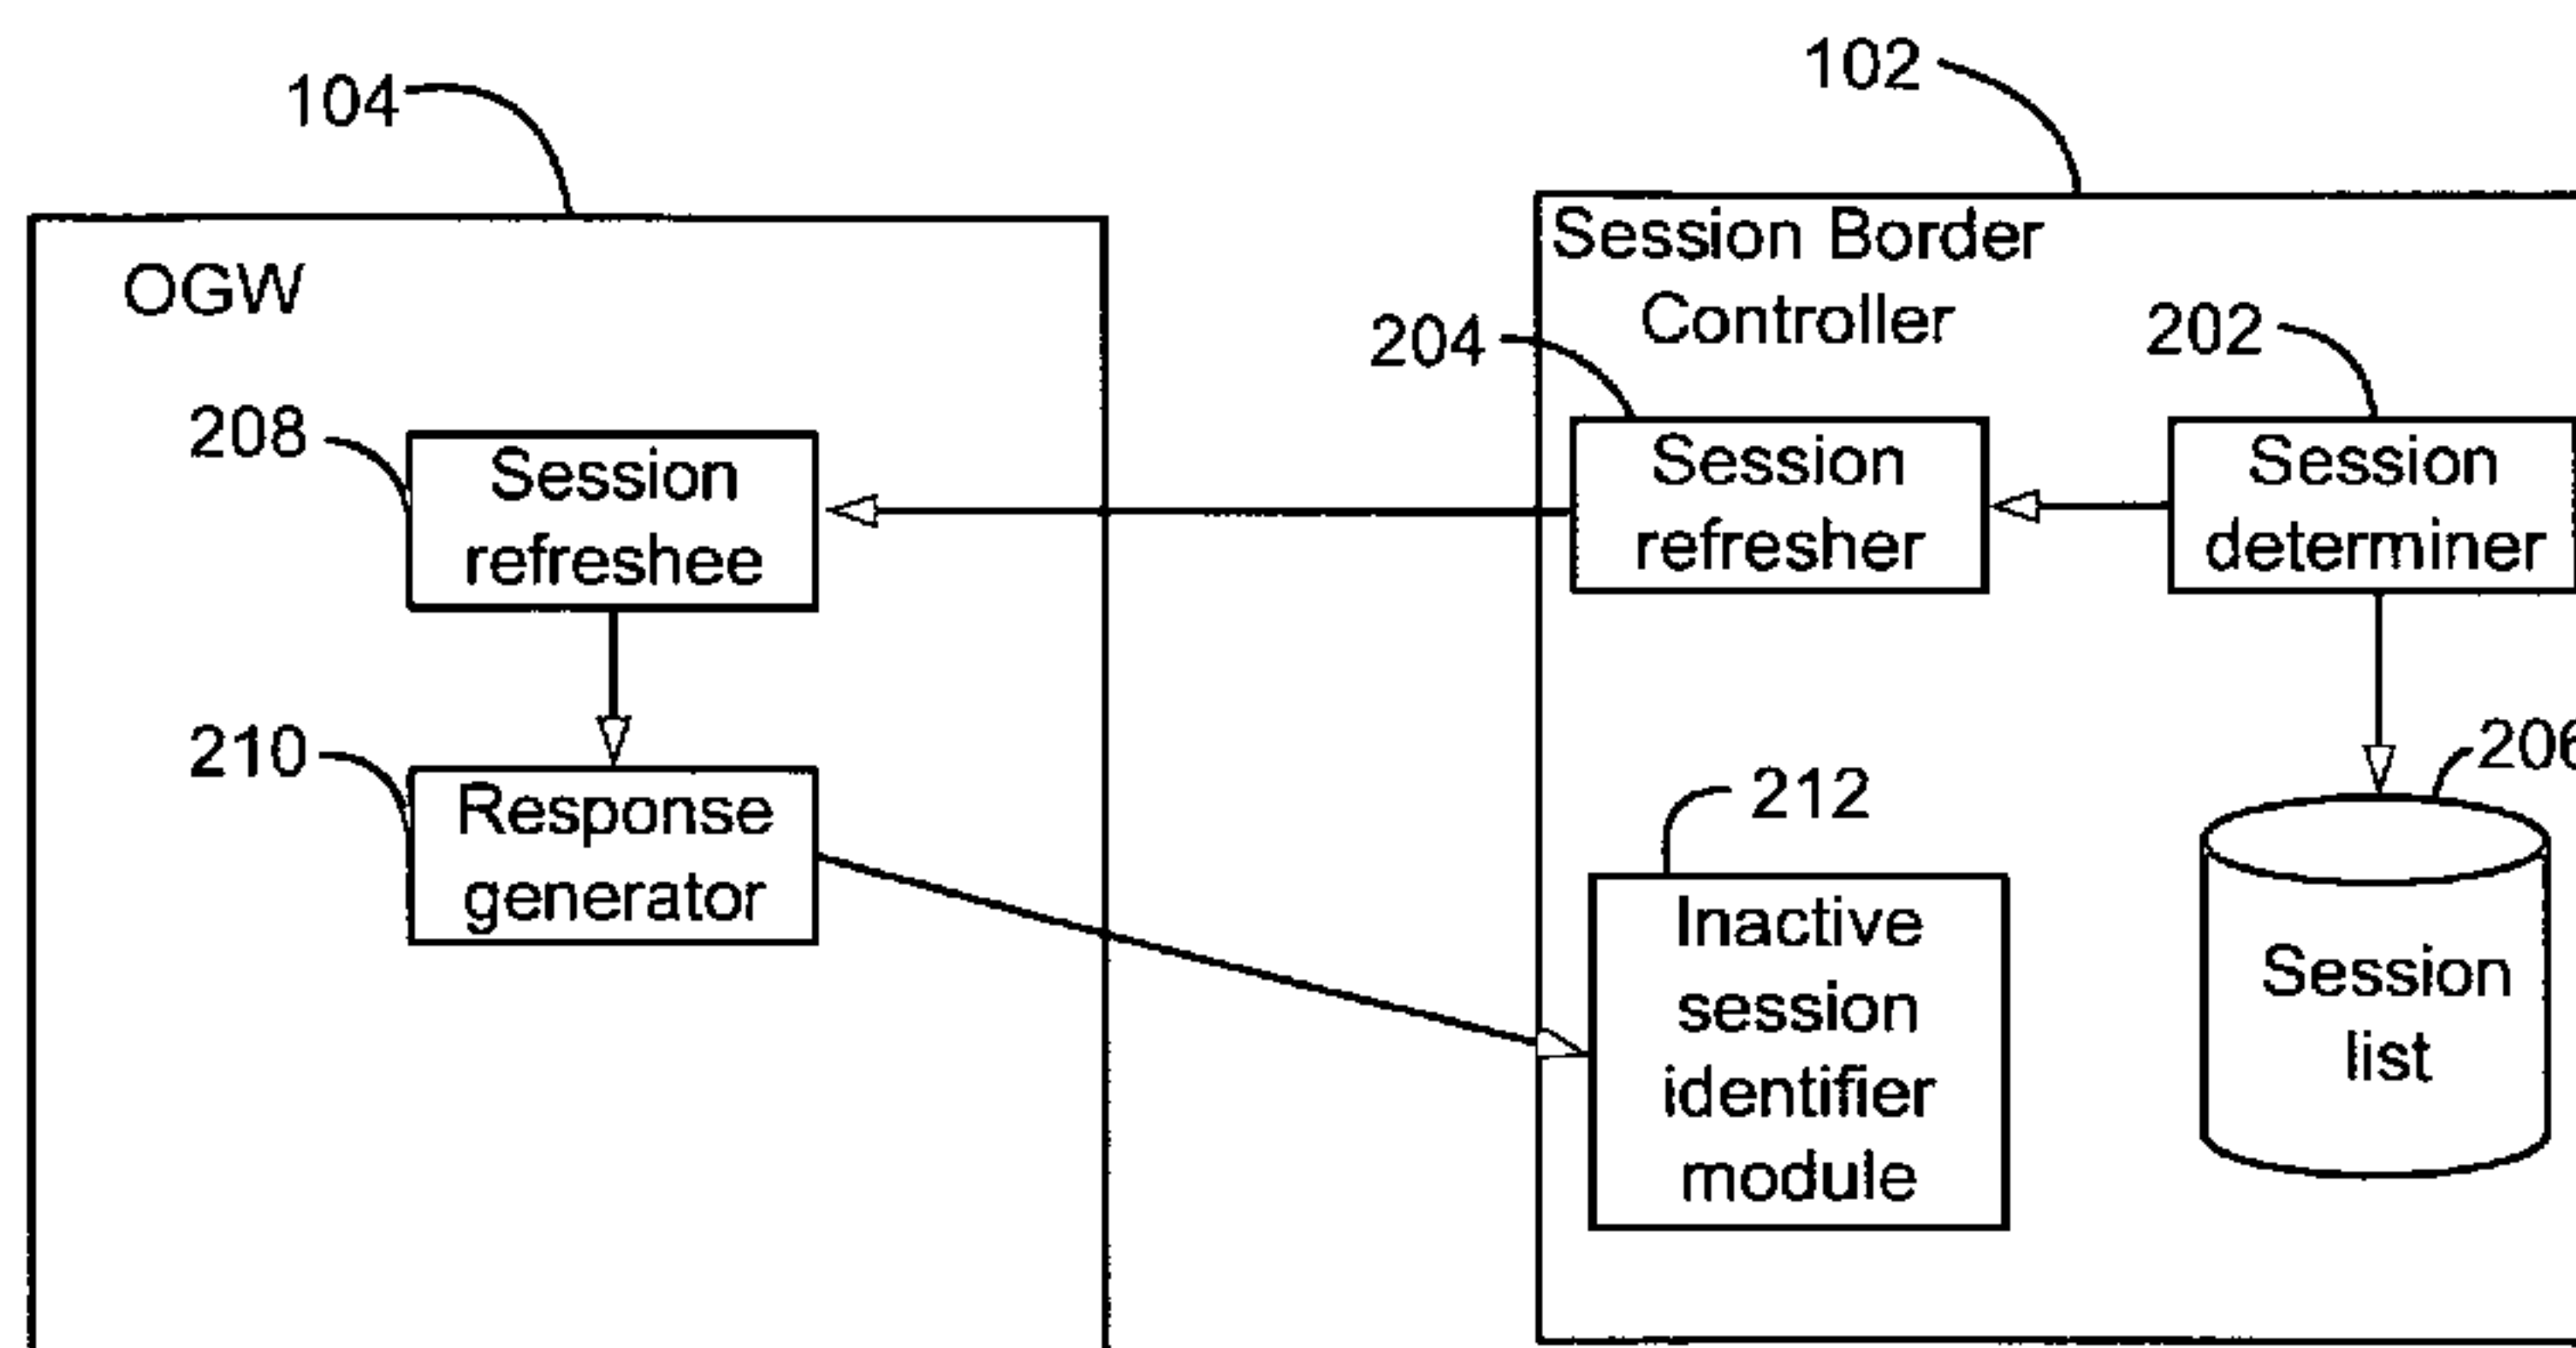 104
102
OGW
Session Border
Controller
204
202
208
Session
refreshee
Session
refresher
Session
determiner
210
Response
generator
212
206
Inactive
session
identifier
module
Session
list